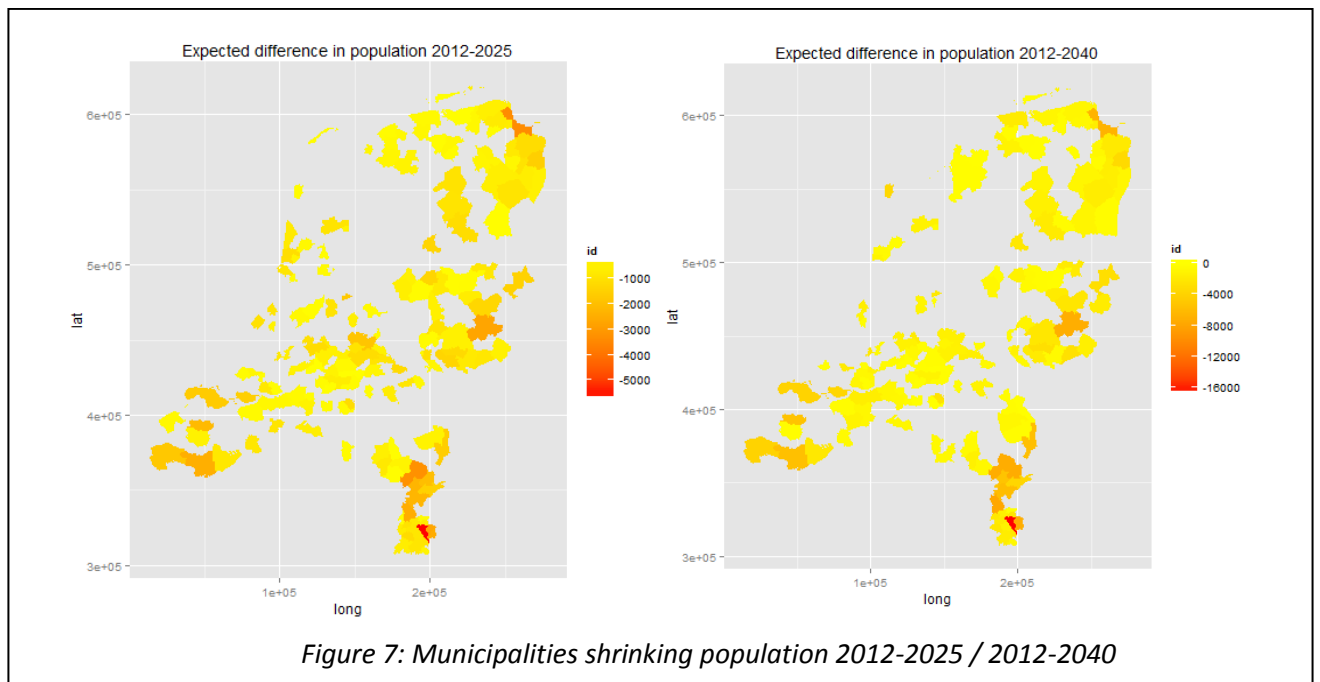 Expected difference in population 2012-2025
6e+05
5e+05
4e+05
3e+05
lat
1e+05 2e+05
long
id
-1000
-2000
-3000
-4000
-5000
Expected difference in population 2012-2040
6e+05
5e+05
4e+05
3e+05
lat
1e+05 2e+05
long
id
0
-4000
-8000
-12000
-16000
Figure 7: Municipalities shrinking population 2012-2025 / 2012-2040